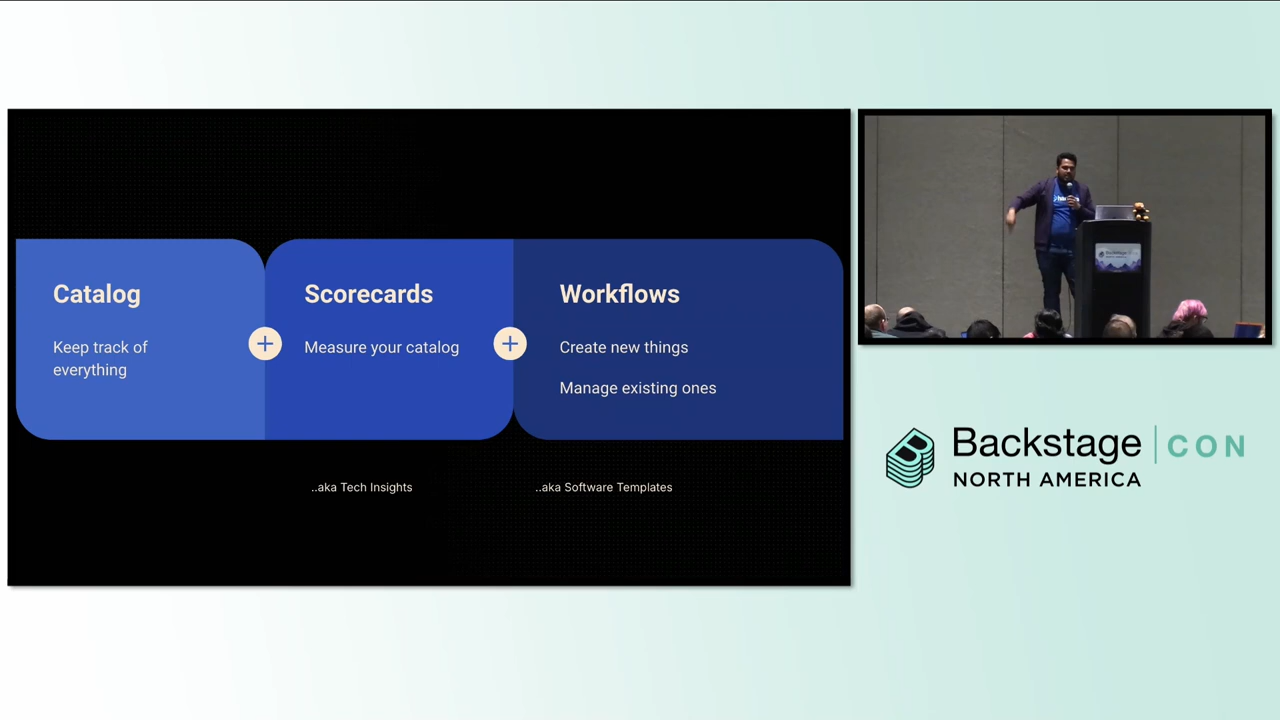 Catalog
Keep track of
everything
Scorecards
Measure your catalog
Workflows
Create new things
Manage existing ones
..aka Tech Insights
..aka Software Templates
Backstage CON
NORTH AMERICA